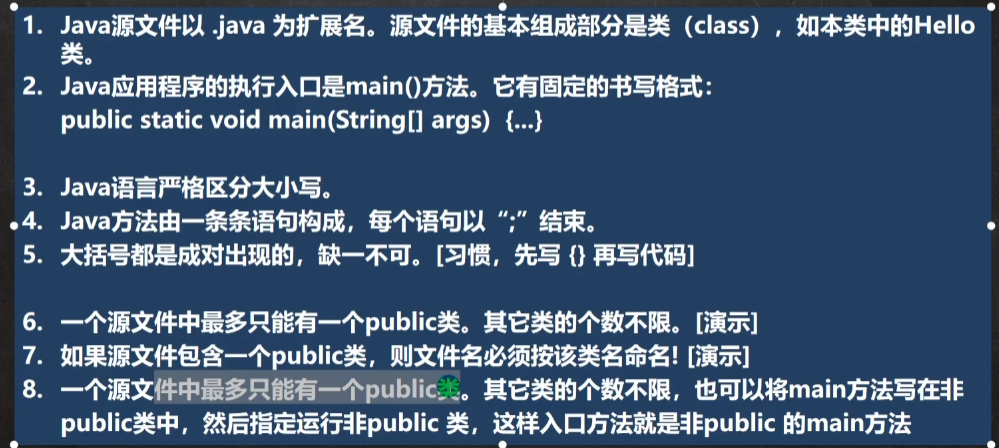 1. Java源文件以 .java 为扩展名。源文件的基本组成部分是类（class），如本类中的Hello
类。
2. Java应用程序的执行入口是main()方法。它有固定的书写格式：
public static void main(String[] args) {...}
3. Java语言严格区分大小写。
4. Java方法由一条条语句构成，每个语句以“;”结束。
5. 大括号都是成对出现的，缺一不可。[习惯，先写 {} 再写代码]
6. 一个源文件中最多只能有一个public类。其它类的个数不限。[演示]
7. 如果源文件包含一个public类，则文件名必须按该类名命名! [演示]
8. 一个源文件中最多只能有一个public类。其它类的个数不限，也可以将main方法写在非
public类中，然后指定运行非public 类，这样入口方法就是非public 的main方法